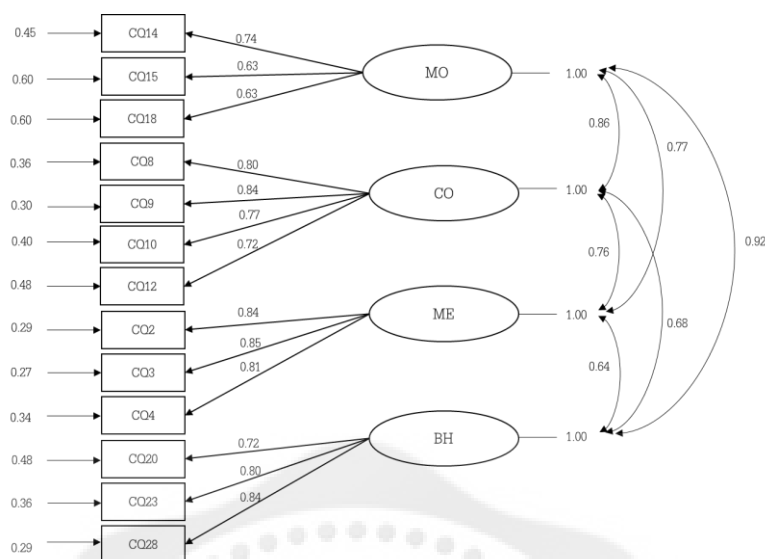 0.45 CQ14 0.74 MO 1.00
0.60 CQ15 0.63
0.60 CQ18 0.63
0.86 0.77
0.36 CQ8 0.80 CO 1.00
0.30 CQ9 0.84
0.40 CQ10 0.77
0.48 CQ12 0.72
0.76 0.92
0.29 CQ2 0.84 ME 1.00
0.27 CQ3 0.85
0.34 CQ4 0.81
0.64 0.68
0.48 CQ20 0.72 BH 1.00
0.36 CQ23 0.80
0.29 CQ28 0.84